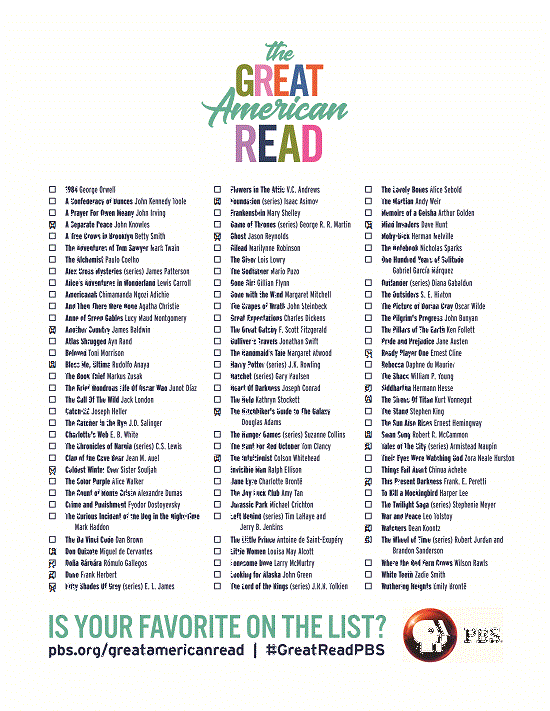 the
GREAT
American
READ
1984 George Orwell
A Confederacy of Dunces John Kennedy Toole
A Prayer For Owen Meany John Irving
A Separate Peace John Knowles
A Tree Grows in Brooklyn Betty Smith
The Adventures of Tom Sawyer Mark Twain
The Alchemist Paulo Coelho
Alex Cross Mysteries (series) James Patterson
Alice's Adventures in Wonderland Lewis Carroll
Americanah Chimamanda Ngozi Adichie
And Then There Were None Agatha Christie
Anne of Green Gables Lucy Maud Montgomery
Another Country James Baldwin
Atlas Shrugged Ayn Rand
Beloved Toni Morrison
Bless Me, Ultima Rudolfo Anaya
The Book Thief Markus Zusak
The Brief Wondrous Life Of Oscar Wao Junot Díaz
The Call Of The Wild Jack London
Catch-22 Joseph Heller
The Catcher in the Rye J.D. Salinger
Charlotte's Web E. B. White
The Chronicles of Narnia (series) C.S. Lewis
Clan of the Cave Bear Jean M. Auel
Coldest Winter Ever Sister Souljah
The Color Purple Alice Walker
The Count of Monte Cristo Alexandre Dumas
Crime and Punishment Fyodor Dostoyevsky
The Curious Incident of the Dog in the Night-Time
Mark Haddon
The Da Vinci Code Dan Brown
Don Quixote Miguel de Cervantes
Doña Bárbara Rómulo Gallegos
Dune Frank Herbert
Fifty Shades Of Grey (series) E. L. James
Flowers in The Attic V.C. Andrews
Foundation (series) Isaac Asimov
Frankenstein Mary Shelley
Game of Thrones (series) George R. R. Martin
Ghost Jason Reynolds
Gilead Marilynne Robinson
The Giver Lois Lowry
The Godfather Mario Puzo
Gone Girl Gillian Flynn
Gone with the Wind Margaret Mitchell
The Grapes of Wrath John Steinbeck
Great Expectations Charles Dickens
The Great Gatsby F. Scott Fitzgerald
Gulliver's Travels Jonathan Swift
The Handmaid's Tale Margaret Atwood
Harry Potter (series) J.K. Rowling
Hatchet (series) Gary Paulsen
Heart Of Darkness Joseph Conrad
The Help Kathryn Stockett
The Hitchhiker's Guide to The Galaxy
Douglas Adams
The Hunger Games (series) Suzanne Collins
The Hunt For Red October Tom Clancy
The Intuitionist Colson Whitehead
Invisible Man Ralph Ellison
Jane Eyre Charlotte Brontë
The Joy Luck Club Amy Tan
Jurassic Park Michael Crichton
Left Behind (series) Tim LaHaye and
Jerry B. Jenkins
The Little Prince Antoine de Saint-Exupéry
Little Women Louisa May Alcott
Lonesome Dove Larry McMurtry
Looking for Alaska John Green
The Lord of the Rings (series) J.R.R. Tolkien
The Lovely Bones Alice Sebold
The Martian Andy Weir
Memoirs of a Geisha Arthur Golden
Mind Invaders Dave Hunt
Moby-Dick Herman Melville
The Notebook Nicholas Sparks
One Hundred Years of Solitude
Gabriel García Márquez
Outlander (series) Diana Gabaldon
The Outsiders S. E. Hinton
The Picture of Dorian Gray Oscar Wilde
The Pilgrim's Progress John Bunyan
The Pillars of The Earth Ken Follett
Pride and Prejudice Jane Austen
Ready Player One Ernest Cline
Rebecca Daphne du Maurier
The Shack William P. Young
Siddhartha Hermann Hesse
The Sirens Of Titan Kurt Vonnegut
The Stand Stephen King
The Sun Also Rises Ernest Hemingway
Swan Song Robert R. McCammon
Tales of The City (series) Armistead Maupin
Their Eyes Were Watching God Zora Neale Hurston
Things Fall Apart Chinua Achebe
This Present Darkness Frank. E. Peretti
To Kill a Mockingbird Harper Lee
The Twilight Saga (series) Stephenie Meyer
War and Peace Leo Tolstoy
Watchers Dean Koontz
The Wheel of Time (series) Robert Jordan and
Brandon Sanderson
Where the Red Fern Grows Wilson Rawls
White Teeth Zadie Smith
Wuthering Heights Emily Brontë
IS YOUR FAVORITE ON THE LIST?
pbs.org/greatamericanread | #GreatReadPBS
PBS